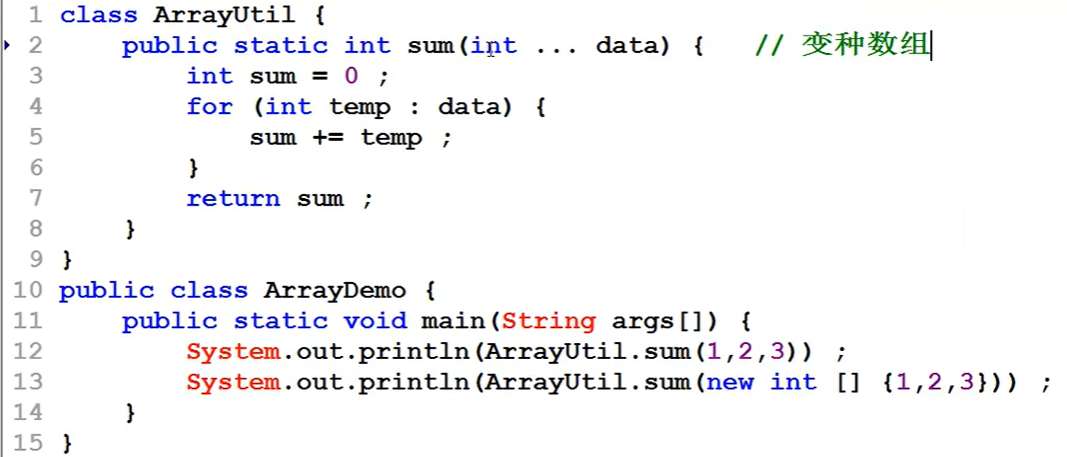 1 class ArrayUtil {
2     public static int sum(int ... data) {   // 变种数组
3         int sum = 0 ;
4         for (int temp : data) {
5             sum += temp ;
6         }
7         return sum ;
8     }
9 }
10 public class ArrayDemo {
11     public static void main(String args[]) {
12         System.out.println(ArrayUtil.sum(1,2,3)) ;
13         System.out.println(ArrayUtil.sum(new int [] {1,2,3})) ;
14     }
15 }